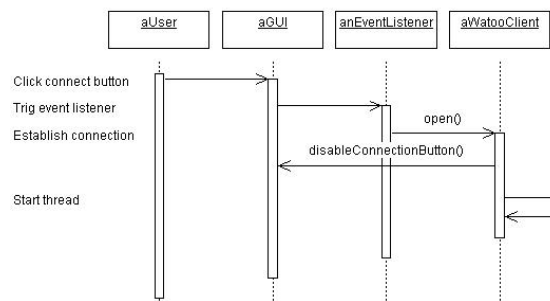 aUser
aGUI
anEventListener
aWatooClient
Click connect button
Trig event listener
open()
Establish connection
disableConnectionButton()
Start thread